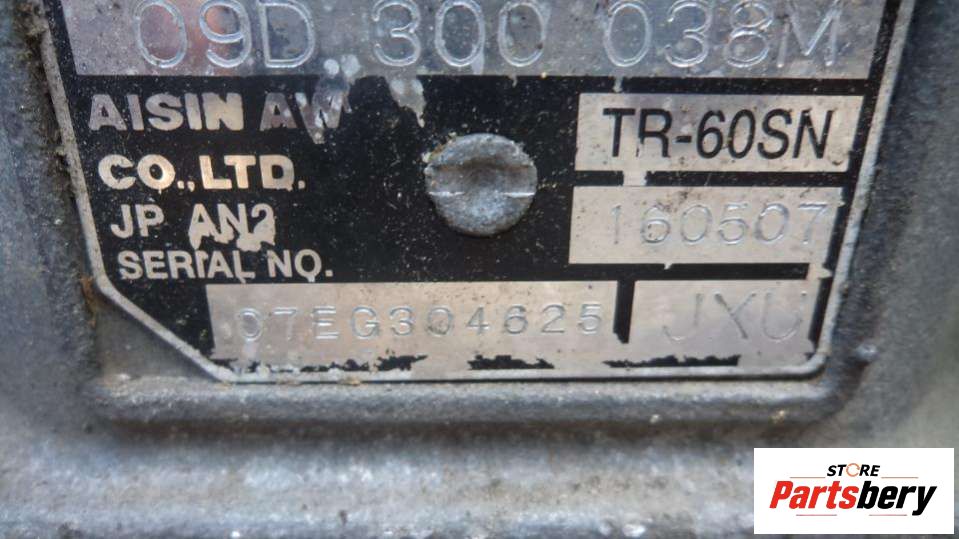 09D 300 038M
AISIN AW
CO.,LTD.
JP AN2
SERIAL NO.
TR-60SN
160507
07EG304625
JXU
STORE
Partsbery